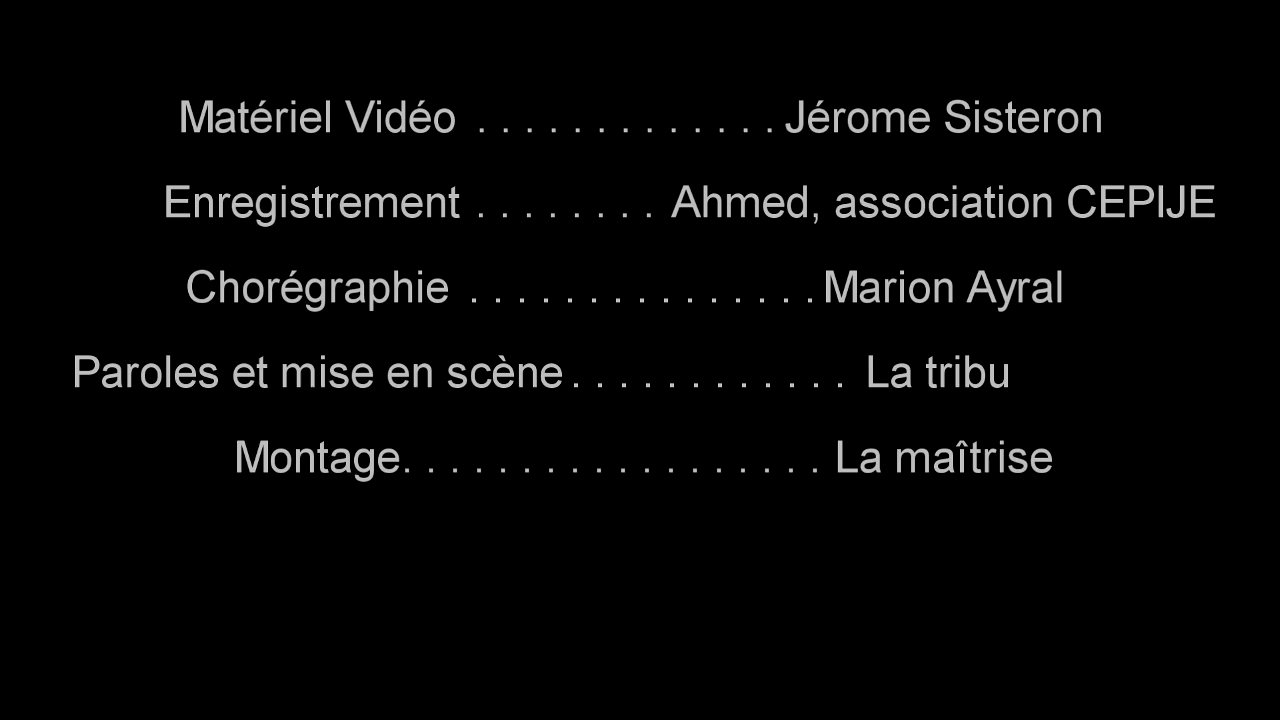 Matériel Vidéo . . . . . . . . . . . . . Jérome Sisteron
Enregistrement . . . . . . . . Ahmed, association CEPIJE
Chorégraphie . . . . . . . . . . . . . . . Marion Ayral
Paroles et mise en scène . . . . . . . . . . . . La tribu
Montage. . . . . . . . . . . . . . . . . . La maîtrise